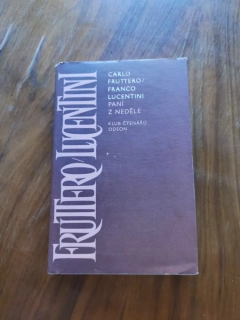 CARLO
FRUTTERO/
FRANCO
LUCENTINI
PANÍ
Z NEDĚLE
KLUB ČTENÁŘŮ
ODEON
FRUTTERO/LUCENTINI